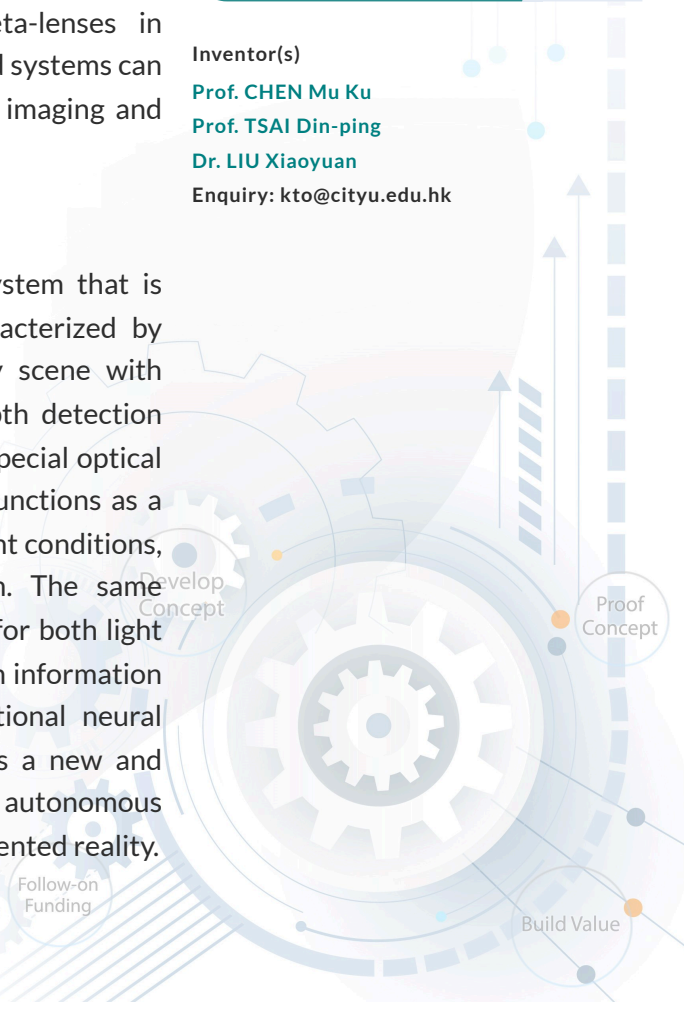 eta-lenses in
systems can
imaging and
Inventor(s)
Prof. CHEN Mu Ku
Prof. TSAI Din-ping
Dr. LIU Xiaoyuan
Enquiry: kto@cityu.edu.hk
stem that is
acterized by
scene with
oth detection
pecial optical
unctions as a
nt conditions,
The same
for both light
information
tional neural
s a new and
autonomous
ented reality.
Develop
Concept
Proof
Concept
Follow-on
Funding
Build Value